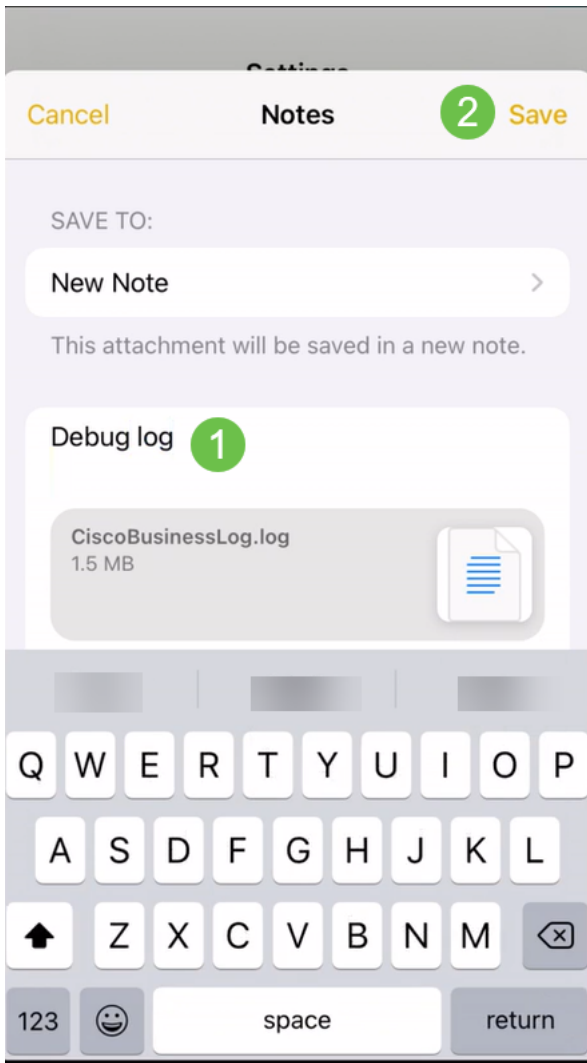 Settings
Cancel Notes 2 Save
SAVE TO:
New Note
This attachment will be saved in a new note.
Debug log 1
CiscoBusinessLog.log
1.5 MB
Q W E R T Y U I O P
A S D F G H J K L
Z X C V B N M
123 space return